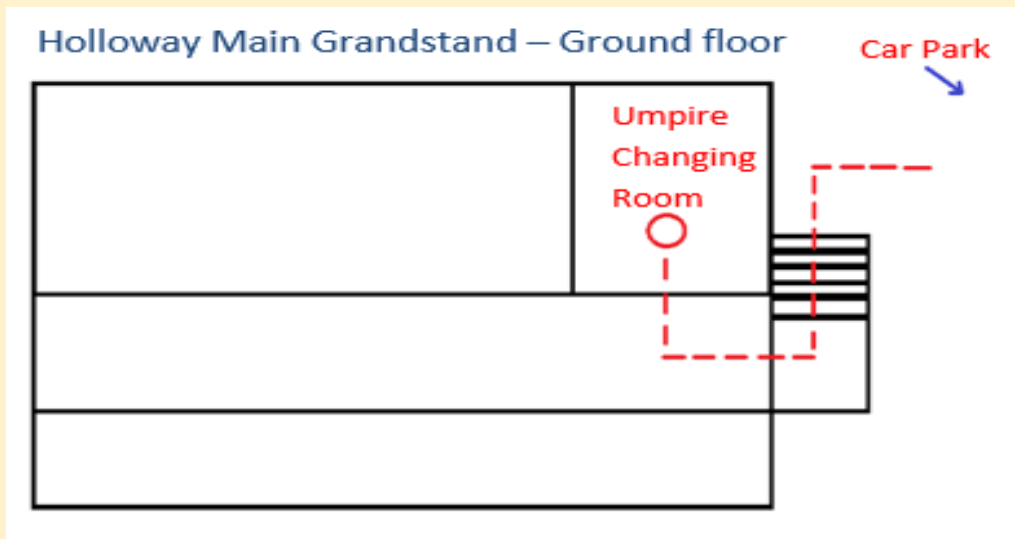 Holloway Main Grandstand – Ground floor
Car Park
Umpire
Changing
Room